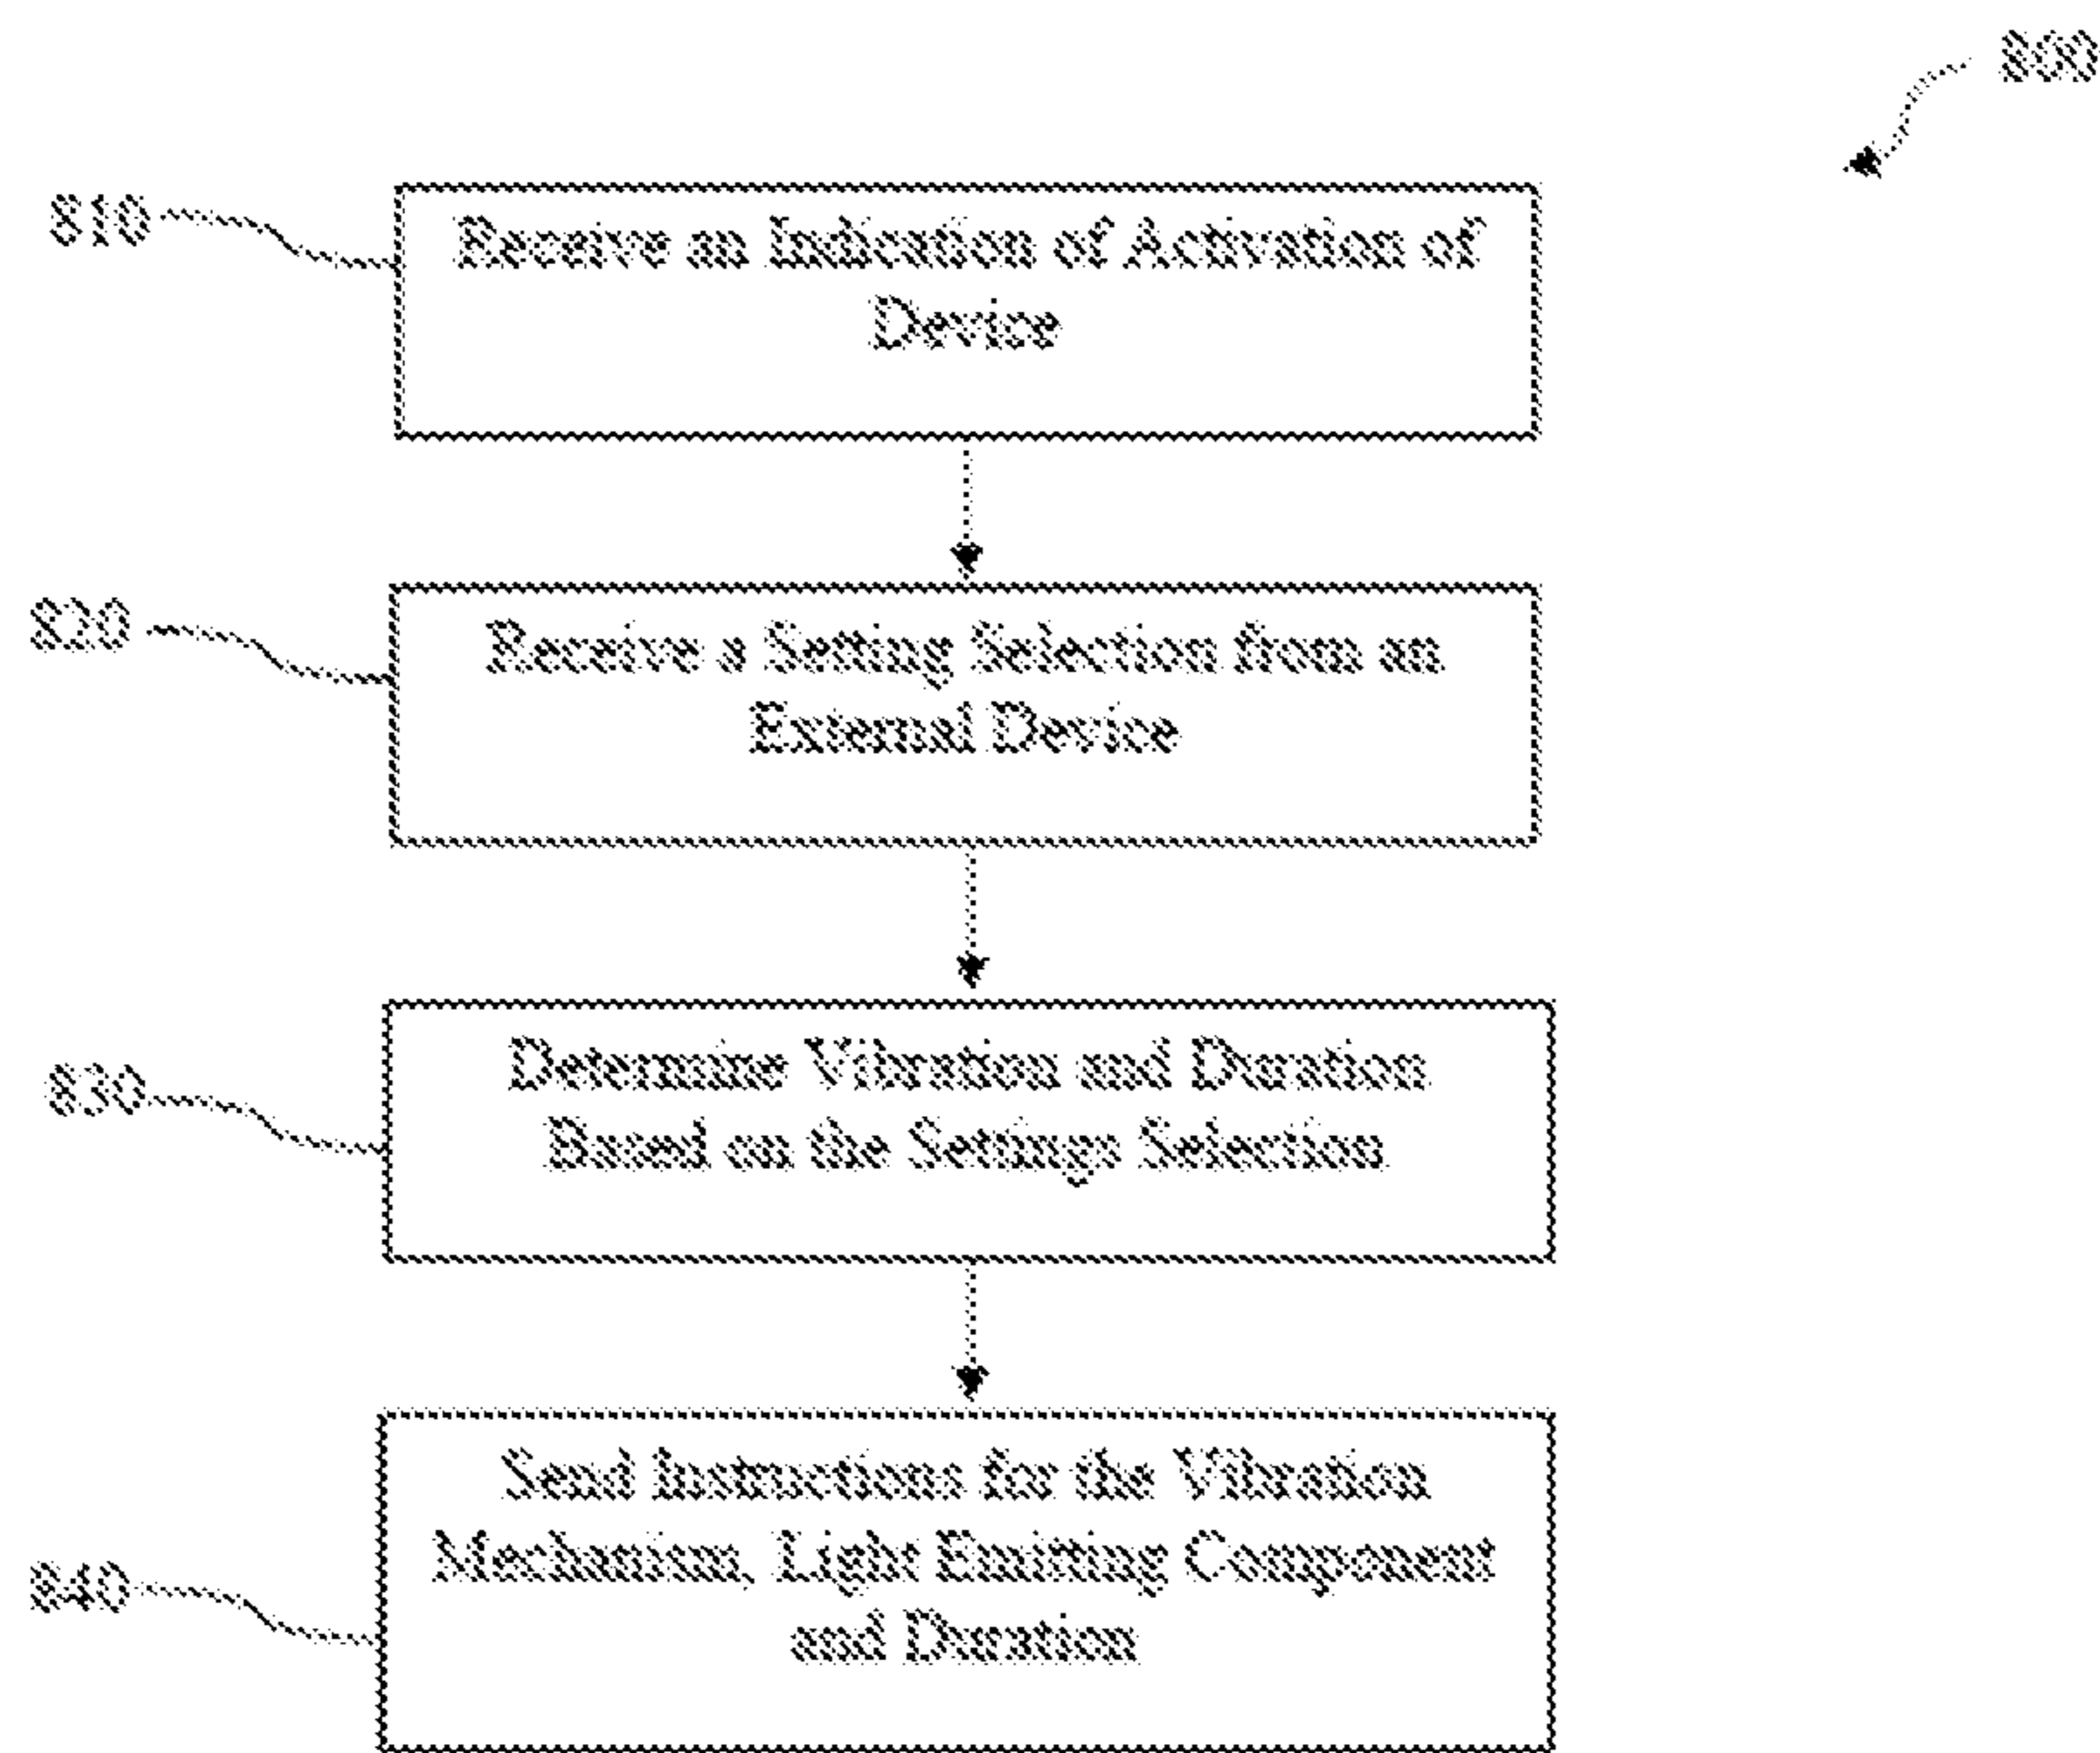 800
810
Receive an Indication of Activation of
Device
820
Receive a Setting Selection from an
External Device
830
Determine Vibration and Duration
Based on the Settings Selection
840
Send Instructions for the Vibration
Mechanism, Light Emitting Component
and Duration